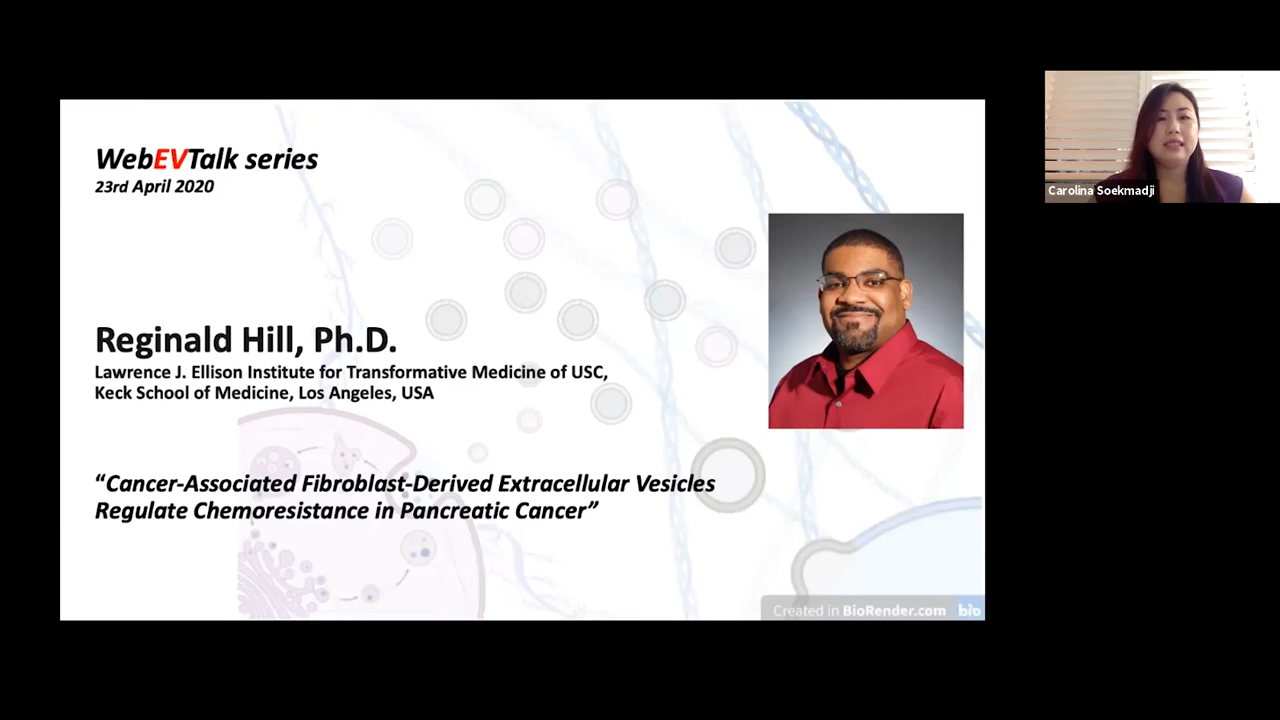 WebEVTalk series
23rd April 2020
Carolina Soekmadji
Reginald Hill, Ph.D.
Lawrence J. Ellison Institute for Transformative Medicine of USC,
Keck School of Medicine, Los Angeles, USA
“Cancer-Associated Fibroblast-Derived Extracellular Vesicles
Regulate Chemoresistance in Pancreatic Cancer”
Created in BioRender.com bio